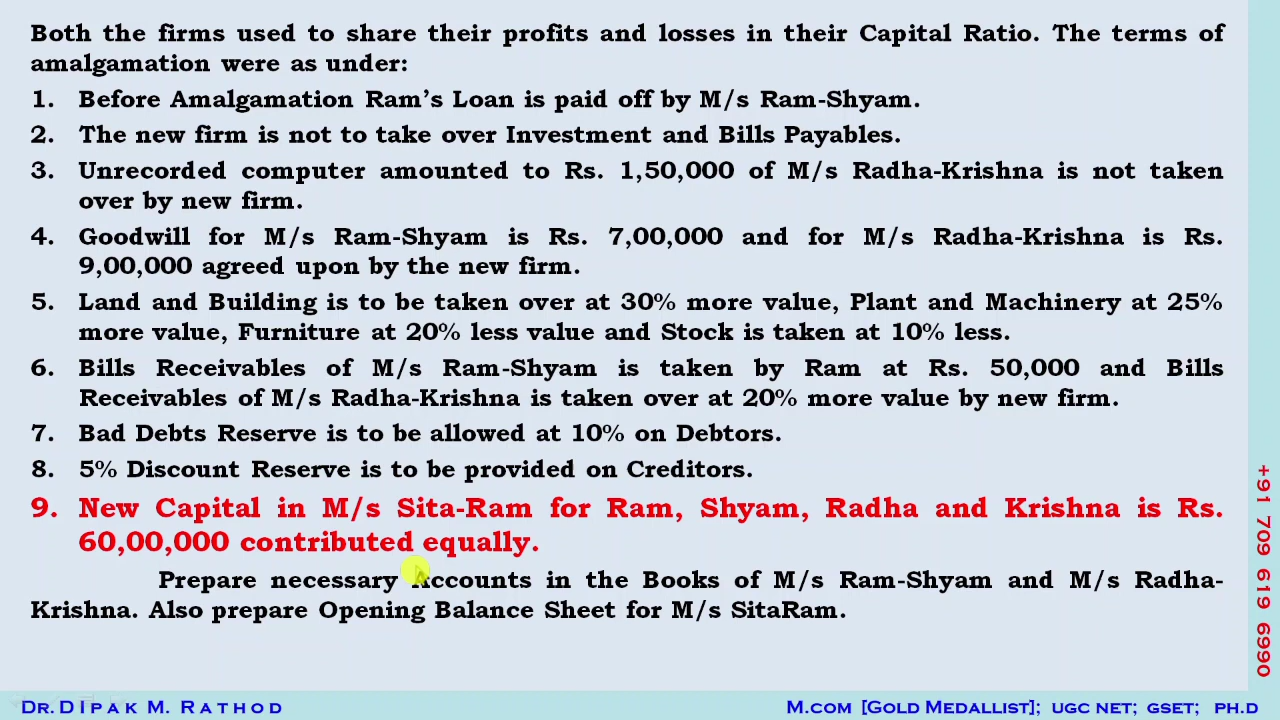 Both the firms used to share their profits and losses in their Capital Ratio. The terms of
amalgamation were as under:
1. Before Amalgamation Ram's Loan is paid off by M/s Ram-Shyam.
2. The new firm is not to take over Investment and Bills Payables.
3. Unrecorded computer amounted to Rs. 1,50,000 of M/s Radha-Krishna is not taken
over by new firm.
4. Goodwill for M/s Ram-Shyam is Rs. 7,00,000 and for M/s Radha-Krishna is Rs.
9,00,000 agreed upon by the new firm.
5. Land and Building is to be taken over at 30% more value, Plant and Machinery at 25%
more value, Furniture at 20% less value and Stock is taken at 10% less.
6. Bills Receivables of M/s Ram-Shyam is taken by Ram at Rs. 50,000 and Bills
Receivables of M/s Radha-Krishna is taken over at 20% more value by new firm.
7. Bad Debts Reserve is to be allowed at 10% on Debtors.
8. 5% Discount Reserve is to be provided on Creditors.
9. New Capital in M/s Sita-Ram for Ram, Shyam, Radha and Krishna is Rs.
60,00,000 contributed equally.
Prepare necessary Accounts in the Books of M/s Ram-Shyam and M/s Radha-
Krishna. Also prepare Opening Balance Sheet for M/s SitaRam.
+91 709 619 6990
Dr. Dipak M. Rathod
M.com [Gold Medallist]; UGC NET; GSET; PH.D